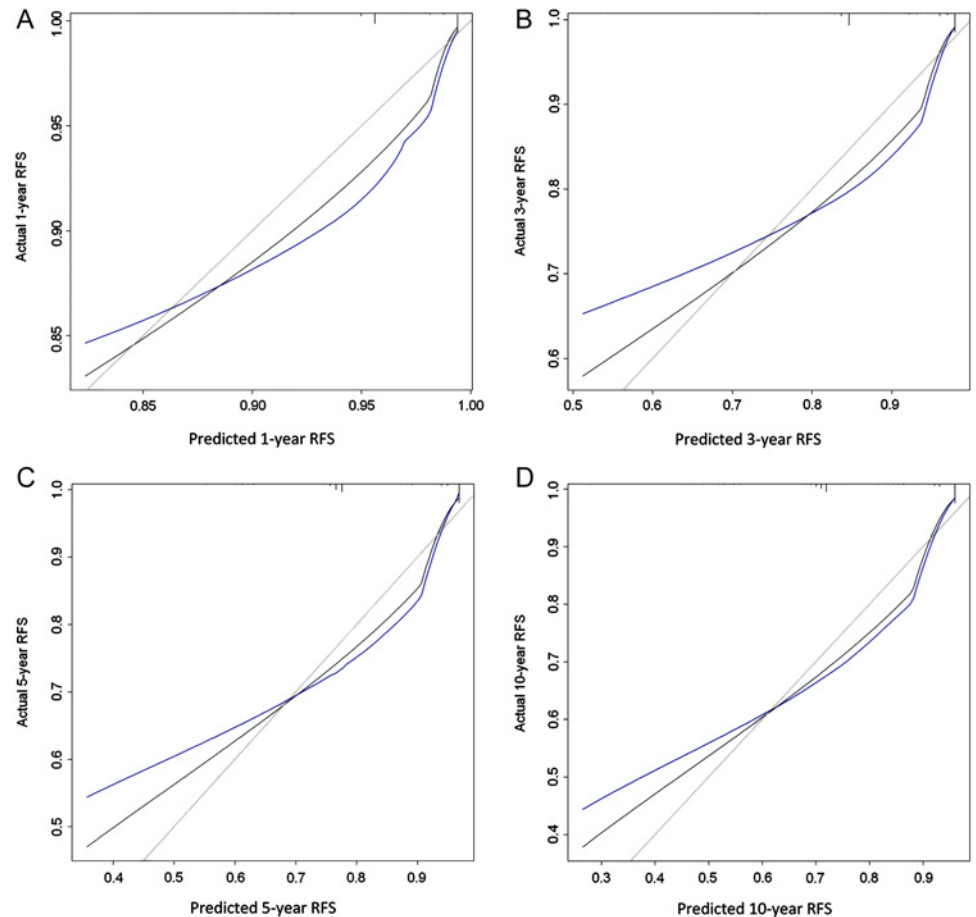 A
1.00
0.95
0.90
0.85
Actual 1-year RFS
0.85 0.90 0.95 1.00
Predicted 1-year RFS
B
1.0
0.9
0.8
0.7
0.6
Actual 3-year RFS
0.5 0.6 0.7 0.8 0.9
Predicted 3-year RFS
C
1.0
0.9
0.8
0.7
0.6
0.5
Actual 5-year RFS
0.4 0.5 0.6 0.7 0.8 0.9
Predicted 5-year RFS
D
1.0
0.9
0.8
0.7
0.6
0.5
0.4
Actual 10-year RFS
0.3 0.4 0.5 0.6 0.7 0.8 0.9
Predicted 10-year RFS